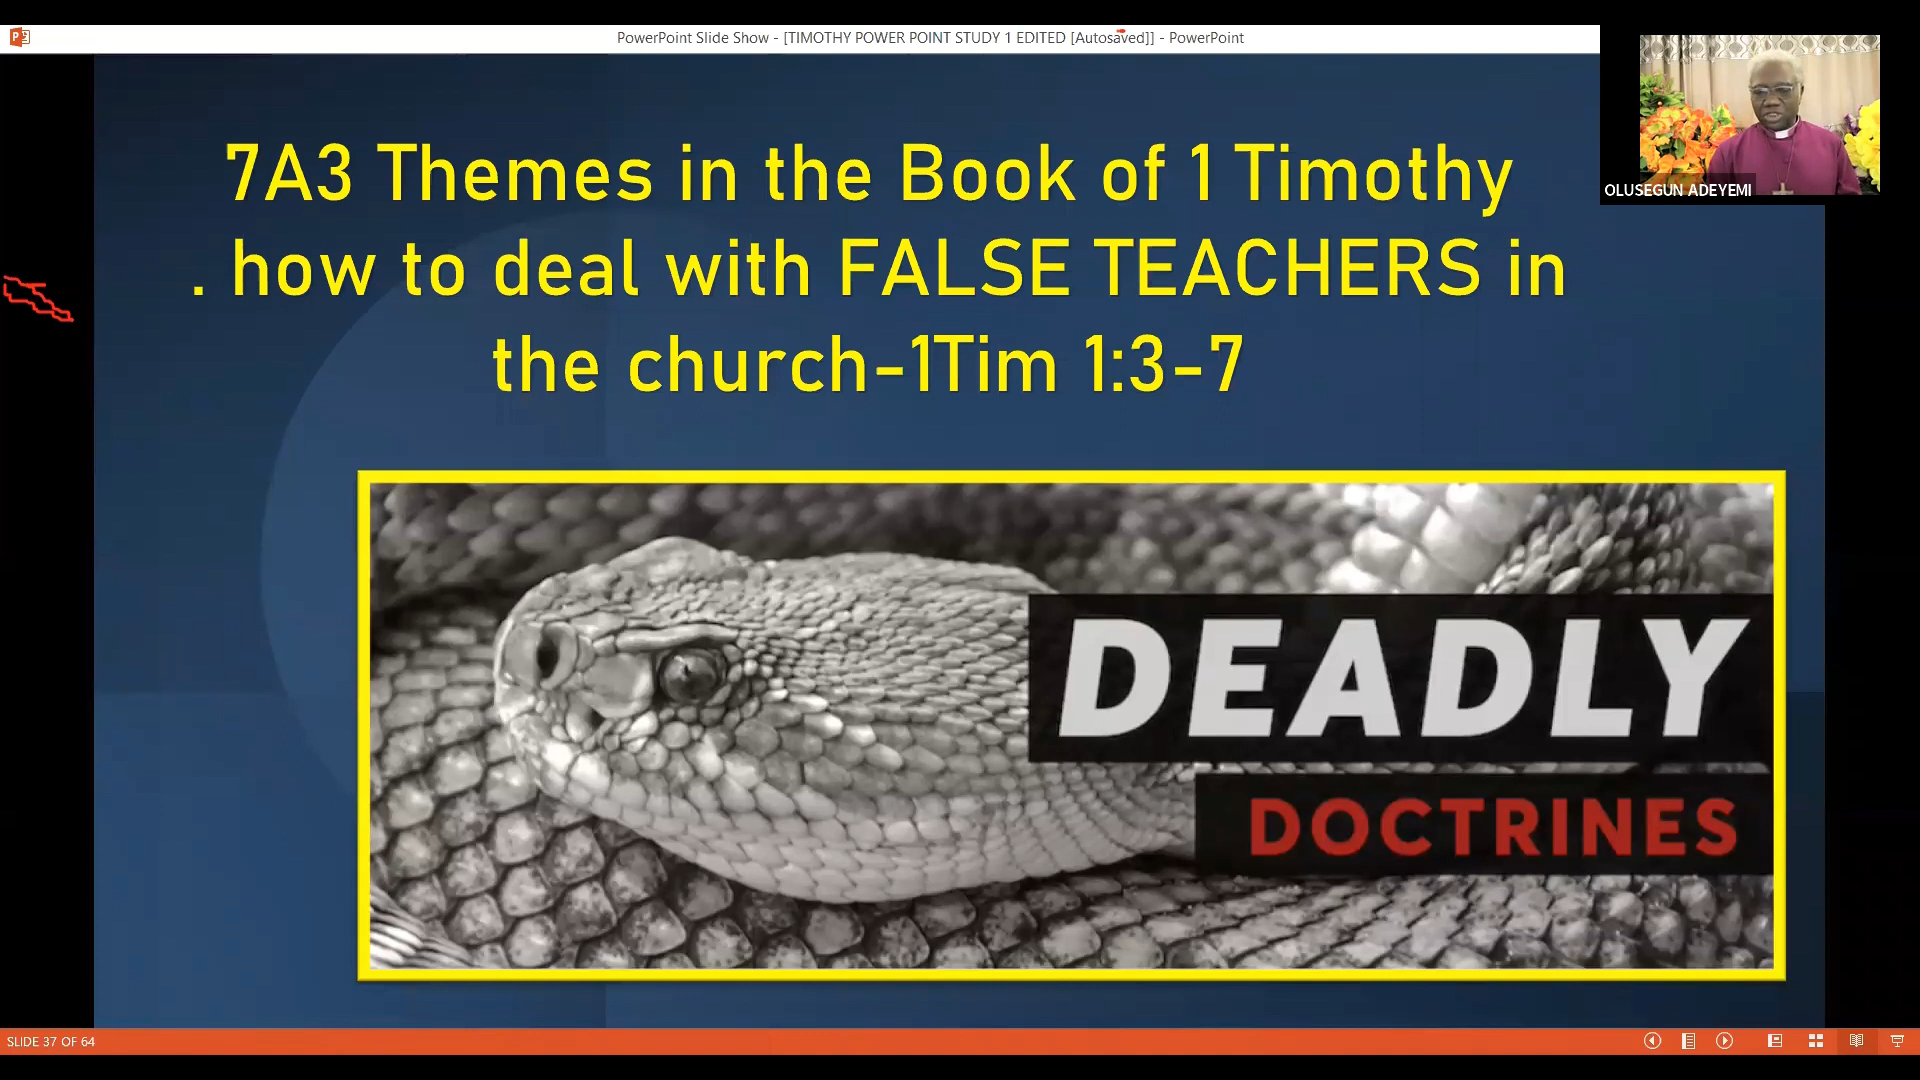 PowerPoint Slide Show - [TIMOTHY POWER POINT STUDY 1 EDITED [Autosaved]] - PowerPoint
OLUSEGUN ADEYEMI
7A3 Themes in the Book of 1 Timothy
. how to deal with FALSE TEACHERS in
the church-1Tim 1:3-7
DEADLY
DOCTRINES
SLIDE 37 OF 64